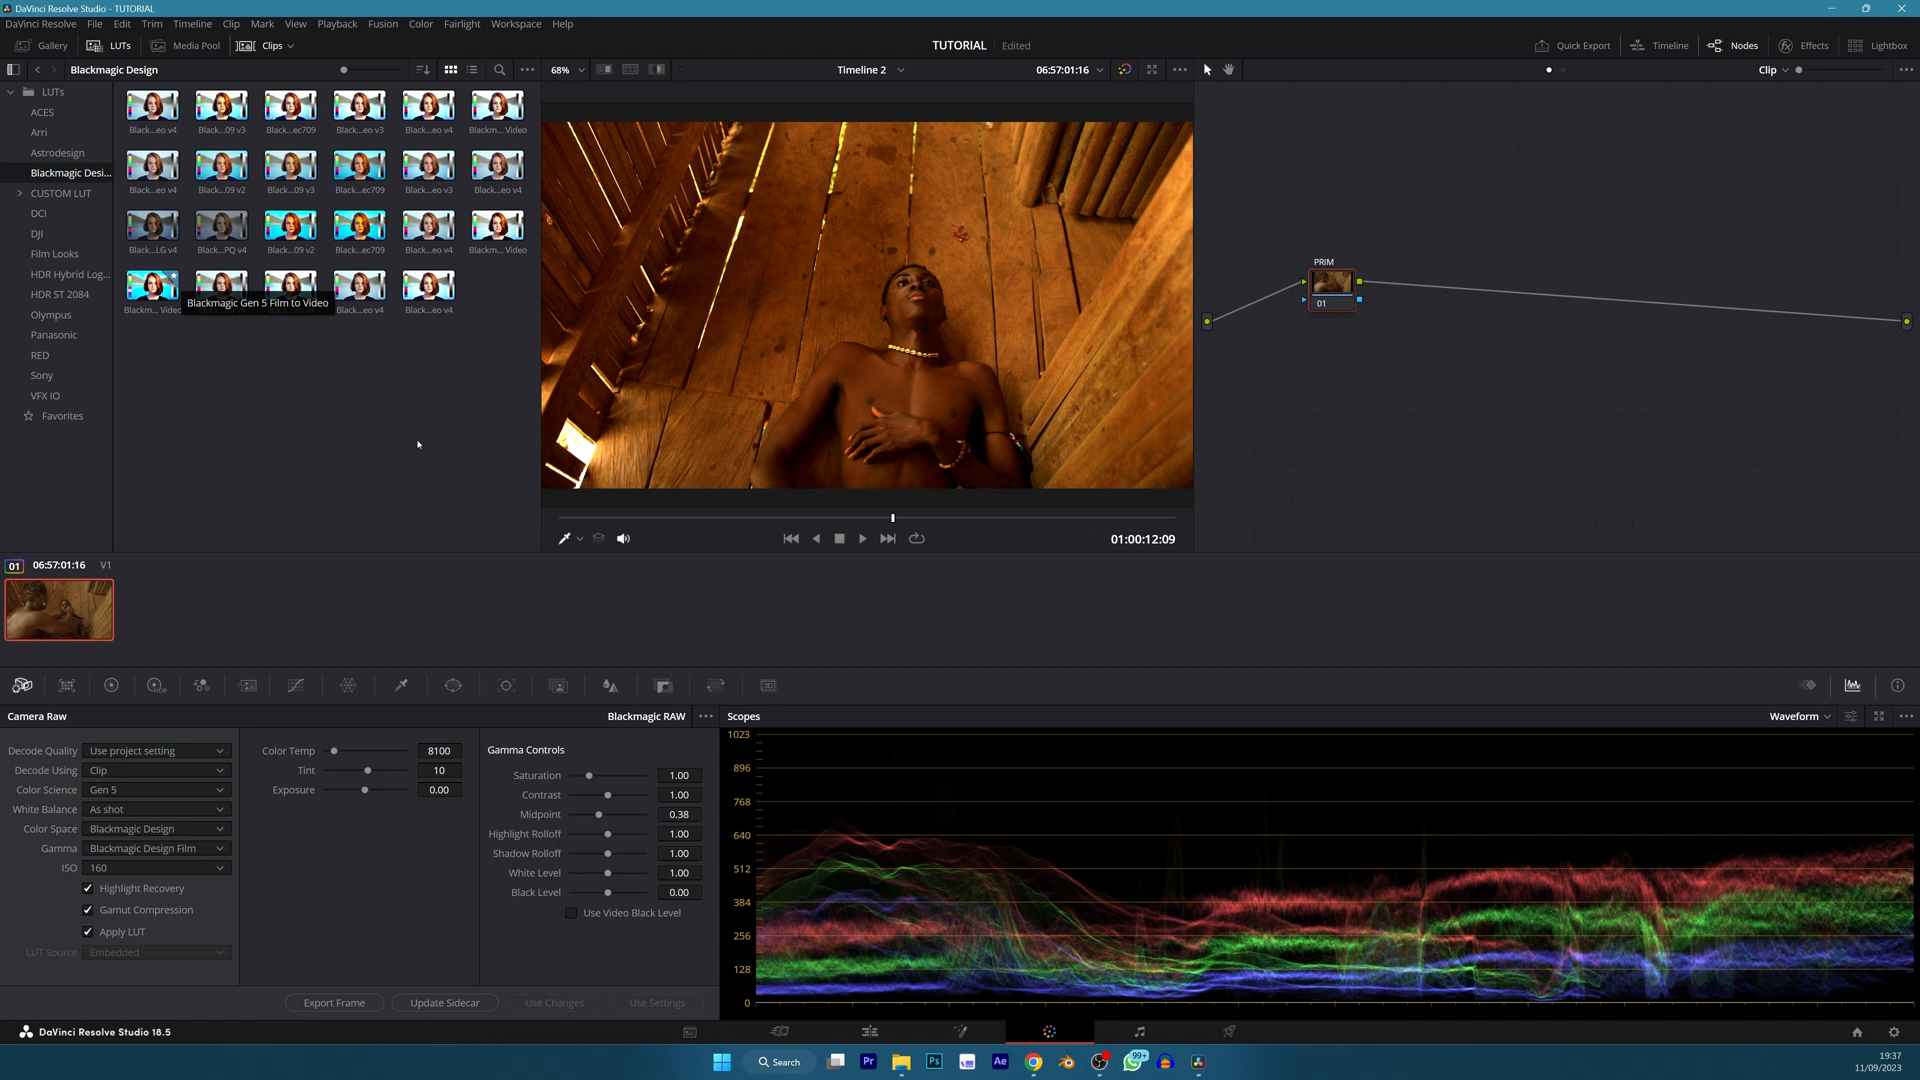 DaVinci Resolve Studio - TUTORIAL
DaVinci Resolve File Edit Trim Timeline Clip Mark View Playback Fusion Color Fairlight Workspace Help
Gallery LUTs Media Pool Clips TUTORIAL Edited Quick Export Timeline Nodes Effects Lightbox
Blackmagic Design 68% Timeline 2 06:57:01:16 Clip
LUTs
ACES
Arri
Astrodesign
Blackmagic Desi...
CUSTOM LUT
DCI
DJI
Film Looks
HDR Hybrid Log...
HDR ST 2084
Olympus
Panasonic
RED
Sony
VFX IO
Favorites
Black...eo v4 Black...09 v3 Black...ec709 Black...eo v3 Black...eo v4 Blackm... Video
Black...eo v4 Black...09 v2 Black...09 v3 Black...ec709 Black...eo v3 Black...eo v4
Black...LG v4 Black...PQ v4 Black...09 v2 Black...ec709 Black...eo v4 Blackm... Video
Blackm... Video Black...eo v4 Black...eo v4
Blackmagic Gen 5 Film to Video
PRIM
01
01:00:12:09
01 06:57:01:16 V1
Camera Raw Blackmagic RAW
Decode Quality Use project setting
Decode Using Clip
Color Science Gen 5
White Balance As shot
Color Space Blackmagic Design
Gamma Blackmagic Design Film
ISO 160
Highlight Recovery
Gamut Compression
Apply LUT
LUT Source Embedded
Color Temp 8100
Tint 10
Exposure 0.00
Gamma Controls
Saturation 1.00
Contrast 1.00
Midpoint 0.38
Highlight Rolloff 1.00
Shadow Rolloff 1.00
White Level 1.00
Black Level 0.00
Use Video Black Level
Export Frame Update Sidecar Use Changes Use Settings
Scopes Waveform
1023
896
768
640
512
384
256
128
0
DaVinci Resolve Studio 18.5
Search Pr Ps Ae 99+
19:37
11/09/2023